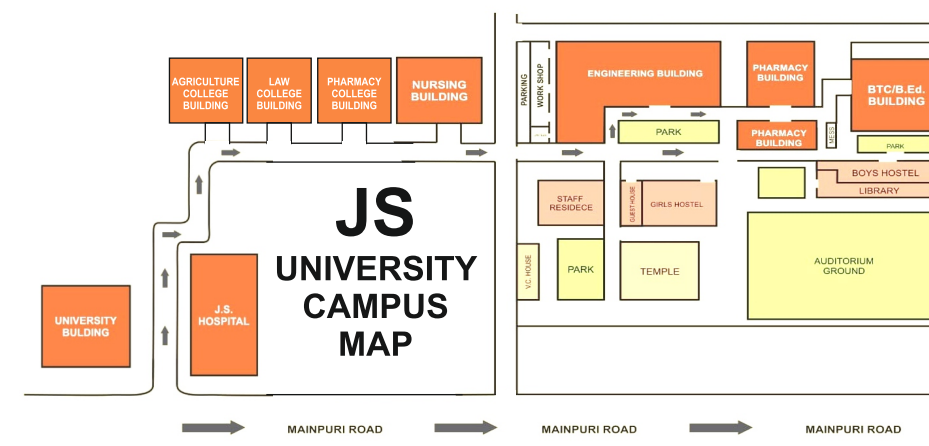 AGRICULTURE
COLLEGE
BUILDING
LAW
COLLEGE
BUILDING
PHARMACY
COLLEGE
BUILDING
NURSING
BUILDING
PARKING
WORK SHOP
ENGINEERING BUILDING
PARK
PHARMACY
BUILDING
PHARMACY
BUILDING
MESS
BTC/B.Ed.
BUILDING
PARK
BOYS HOSTEL
LIBRARY
STAFF
RESIDECE
GUEST HOUSE
GIRLS HOSTEL
V.C. HOUSE
PARK
TEMPLE
AUDITORIUM
GROUND
JS
UNIVERSITY
CAMPUS
MAP
UNIVERSITY
BULDING
J.S.
HOSPITAL
MAINPURI ROAD
MAINPURI ROAD
MAINPURI ROAD